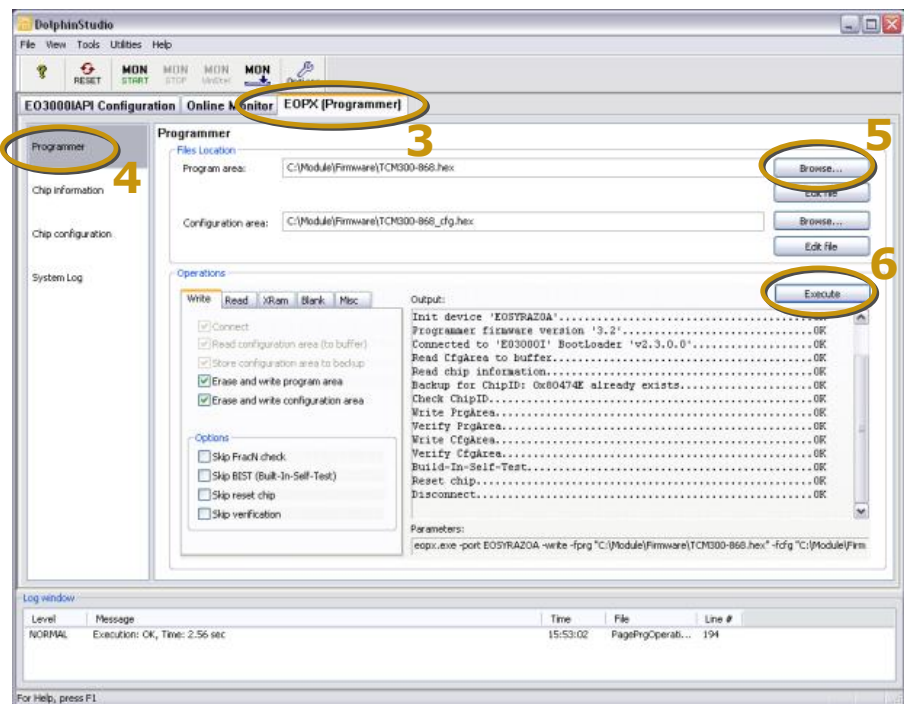 DolphinStudio
File View Tools Utilities Help
RESET MON START MON STOP MON MON
EO3000IAPI Configuration Online Monitor EOPX (Programmer)
3
Programmer
4
Chip information
Chip configuration
System Log
Programmer
Files Location
Program area: C:\Module\Firmware\TCM300-868.hex Browse...
5
Edit file
Configuration area: C:\Module\Firmware\TCM300-868_cfg.hex Browse...
Edit file
6
Operations
Write Read XRam Blank Misc
Connect
Read configuration area (to buffer)
Store configuration area to backup
Erase and write program area
Erase and write configuration area
Options
Skip FracN check
Skip BIST (Built-In-Self-Test)
Skip reset chip
Skip verification
Output: Execute
Init device 'EOSYRAZOA'........................................OK
Programmer firmware version '3.2'..............................OK
Connected to 'EO3000I' BootLoader 'v2.3.0.0'...................OK
Read CfgArea to buffer.........................................OK
Read chip information..........................................OK
Backup for ChipID: 0x80474E already exists.....................OK
Check ChipID...................................................OK
Write PrgArea..................................................OK
Verify PrgArea.................................................OK
Write CfgArea..................................................OK
Verify CfgArea.................................................OK
Build-In-Self-Test.............................................OK
Reset chip.....................................................OK
Disconnect.....................................................OK
Parameters:
eopx.exe -port EOSYRAZOA -write -fprg "C:\Module\Firmware\TCM300-868.hex" -fcfg "C:\Module\Firm
Log window
Level Message Time File Line #
NORMAL Execution: OK, Time: 2.56 sec 15:53:02 PagePrgOperati... 194
For Help, press F1